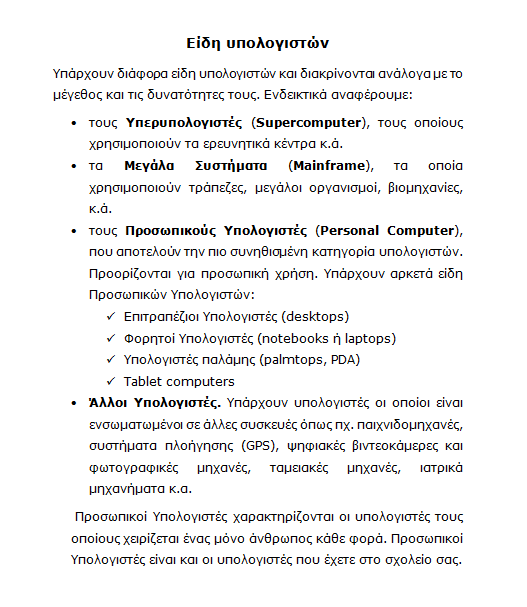 Είδη υπολογιστών
Υπάρχουν διάφορα είδη υπολογιστών και διακρίνονται ανάλογα με το
μέγεθος και τις δυνατότητες τους. Ενδεικτικά αναφέρουμε:
• τους Υπερυπολογιστές (Supercomputer), τους οποίους
χρησιμοποιούν τα ερευνητικά κέντρα κ.ά.
• τα Μεγάλα Συστήματα (Mainframe), τα οποία
χρησιμοποιούν τράπεζες, μεγάλοι οργανισμοί, βιομηχανίες,
κ.ά.
• τους Προσωπικούς Υπολογιστές (Personal Computer),
που αποτελούν την πιο συνηθισμένη κατηγορία υπολογιστών.
Προορίζονται για προσωπική χρήση. Υπάρχουν αρκετά είδη
Προσωπικών Υπολογιστών:
✓ Επιτραπέζιοι Υπολογιστές (desktops)
✓ Φορητοί Υπολογιστές (notebooks ή laptops)
✓ Υπολογιστές παλάμης (palmtops, PDA)
✓ Tablet computers
• Άλλοι Υπολογιστές. Υπάρχουν υπολογιστές οι οποίοι είναι
ενσωματωμένοι σε άλλες συσκευές όπως πχ. παιχνιδομηχανές,
συστήματα πλοήγησης (GPS), ψηφιακές βιντεοκάμερες και
φωτογραφικές μηχανές, ταμειακές μηχανές, ιατρικά
μηχανήματα κ.α.
Προσωπικοί Υπολογιστές χαρακτηρίζονται οι υπολογιστές τους
οποίους χειρίζεται ένας μόνο άνθρωπος κάθε φορά. Προσωπικοί
Υπολογιστές είναι και οι υπολογιστές που έχετε στο σχολείο σας.